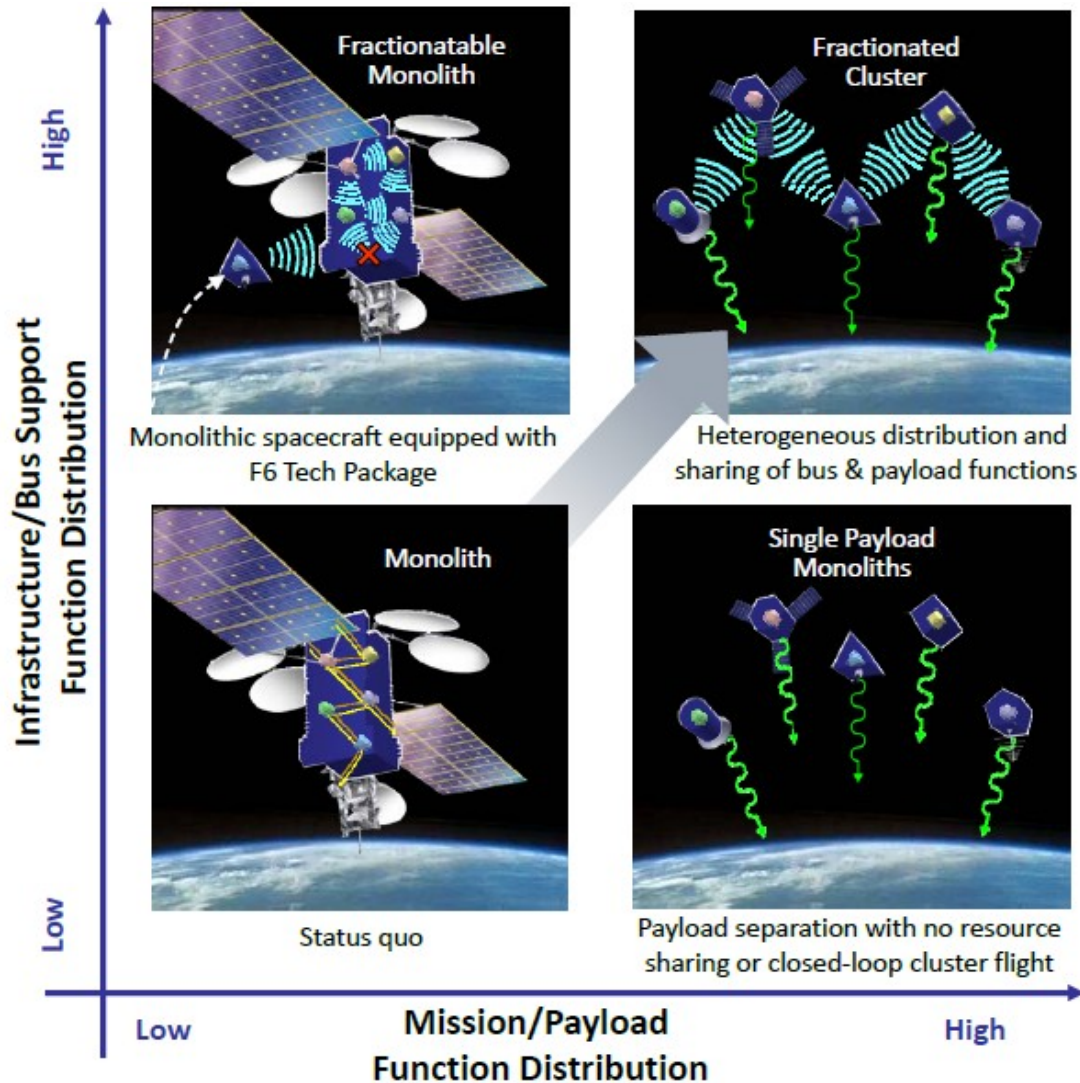 Fractionatable
Monolith
Fractionated
Cluster
High
Monolithic spacecraft equipped with
F6 Tech Package
Heterogeneous distribution and
sharing of bus & payload functions
Infrastructure/Bus Support
Function Distribution
Monolith
Single Payload
Monoliths
Low
Status quo
Payload separation with no resource
sharing or closed-loop cluster flight
Low
Mission/Payload
Function Distribution
High